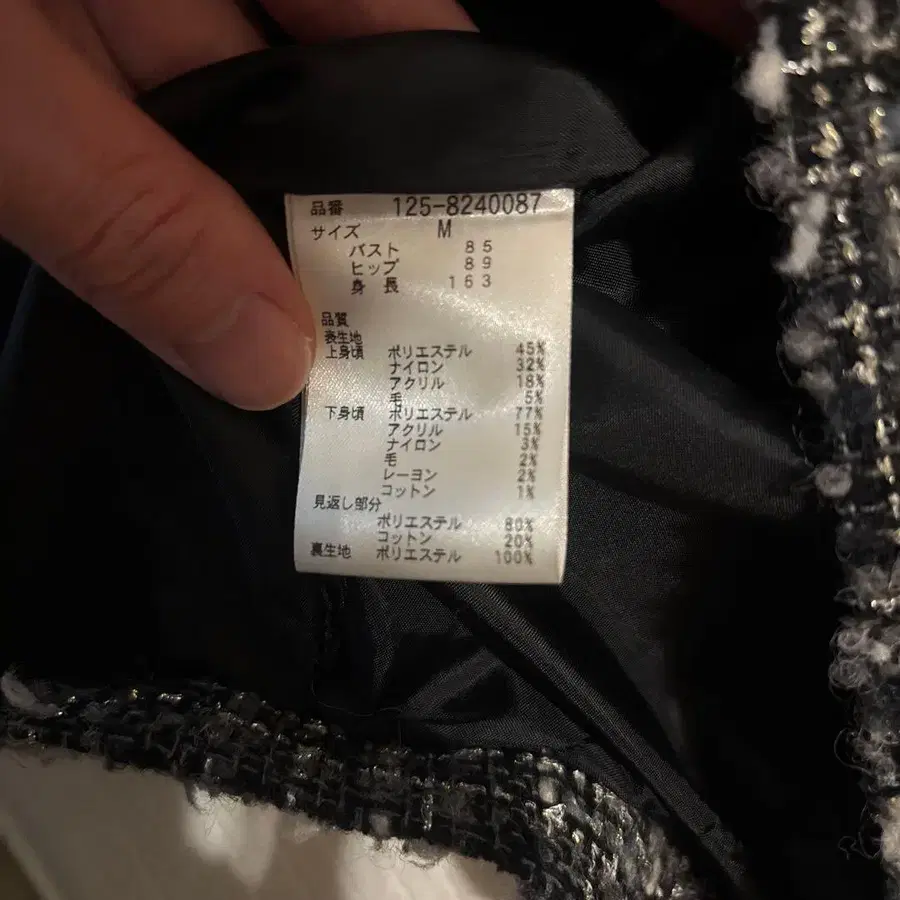 品番 125-8240087
サイズ M
バスト 85
ヒップ 89
身長 163
品質
表生地
上身頃 ポリエステル 45%
ナイロン 32%
アクリル 18%
毛 5%
下身頃 ポリエステル 77%
アクリル 15%
ナイロン 3%
毛 2%
レーヨン 2%
コットン 1%
見返し部分
ポリエステル 80%
コットン 20%
裏生地 ポリエステル 100%